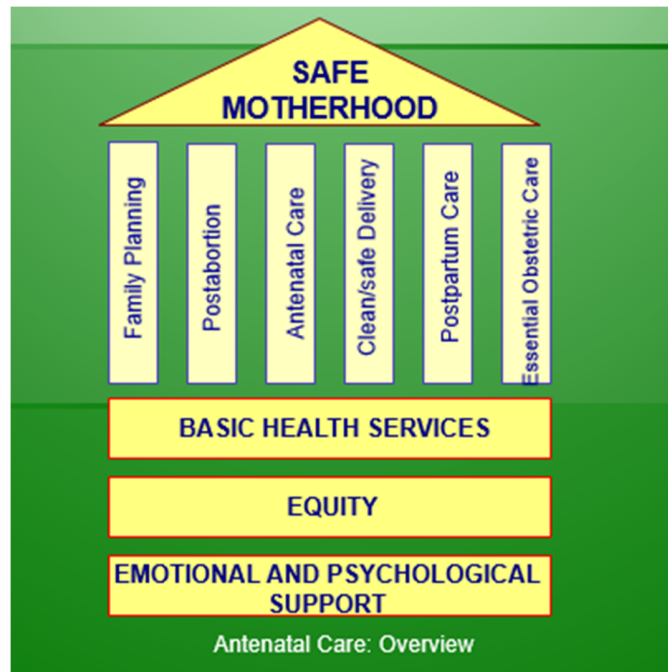 SAFE
MOTHERHOOD
Family Planning
Postabortion
Antenatal Care
Clean/safe Delivery
Postpartum Care
Essential Obstetric Care
BASIC HEALTH SERVICES
EQUITY
EMOTIONAL AND PSYCHOLOGICAL
SUPPORT
Antenatal Care: Overview